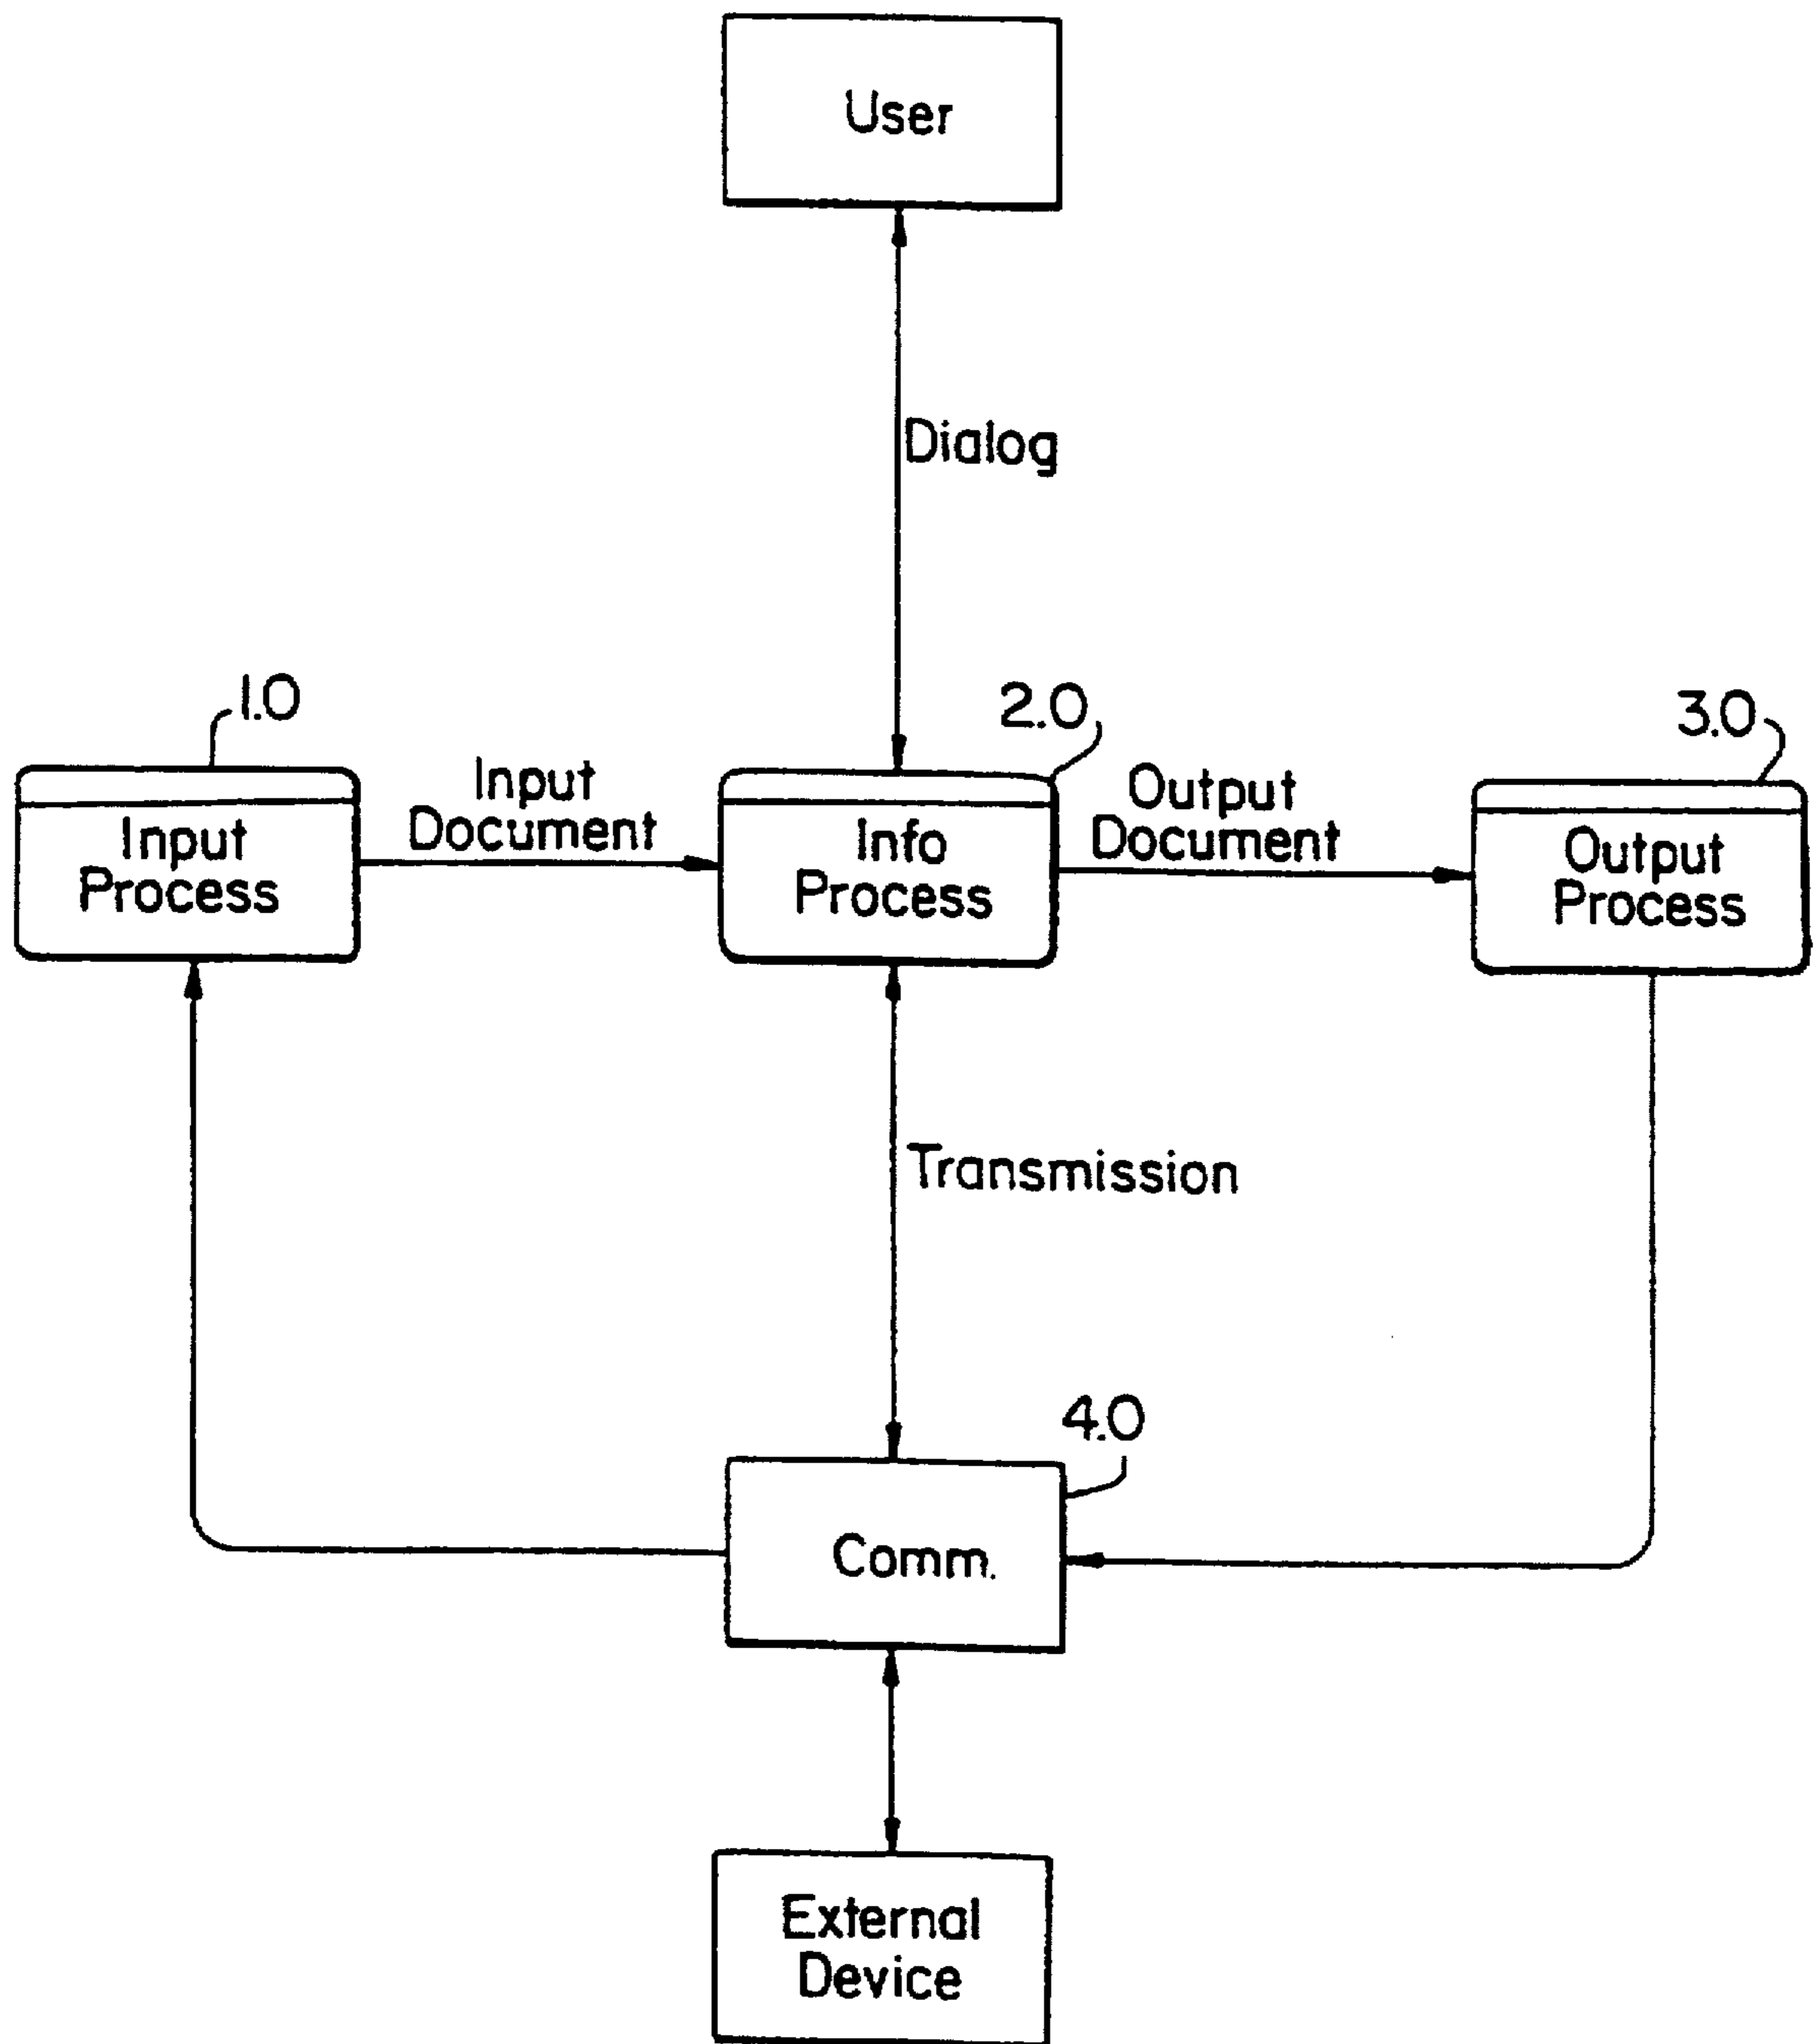 User
Dialog
1.0
2.0
3.0
Input
Document
Output
Document
Input
Process
Info
Process
Output
Process
Transmission
4.0
Comm.
External
Device